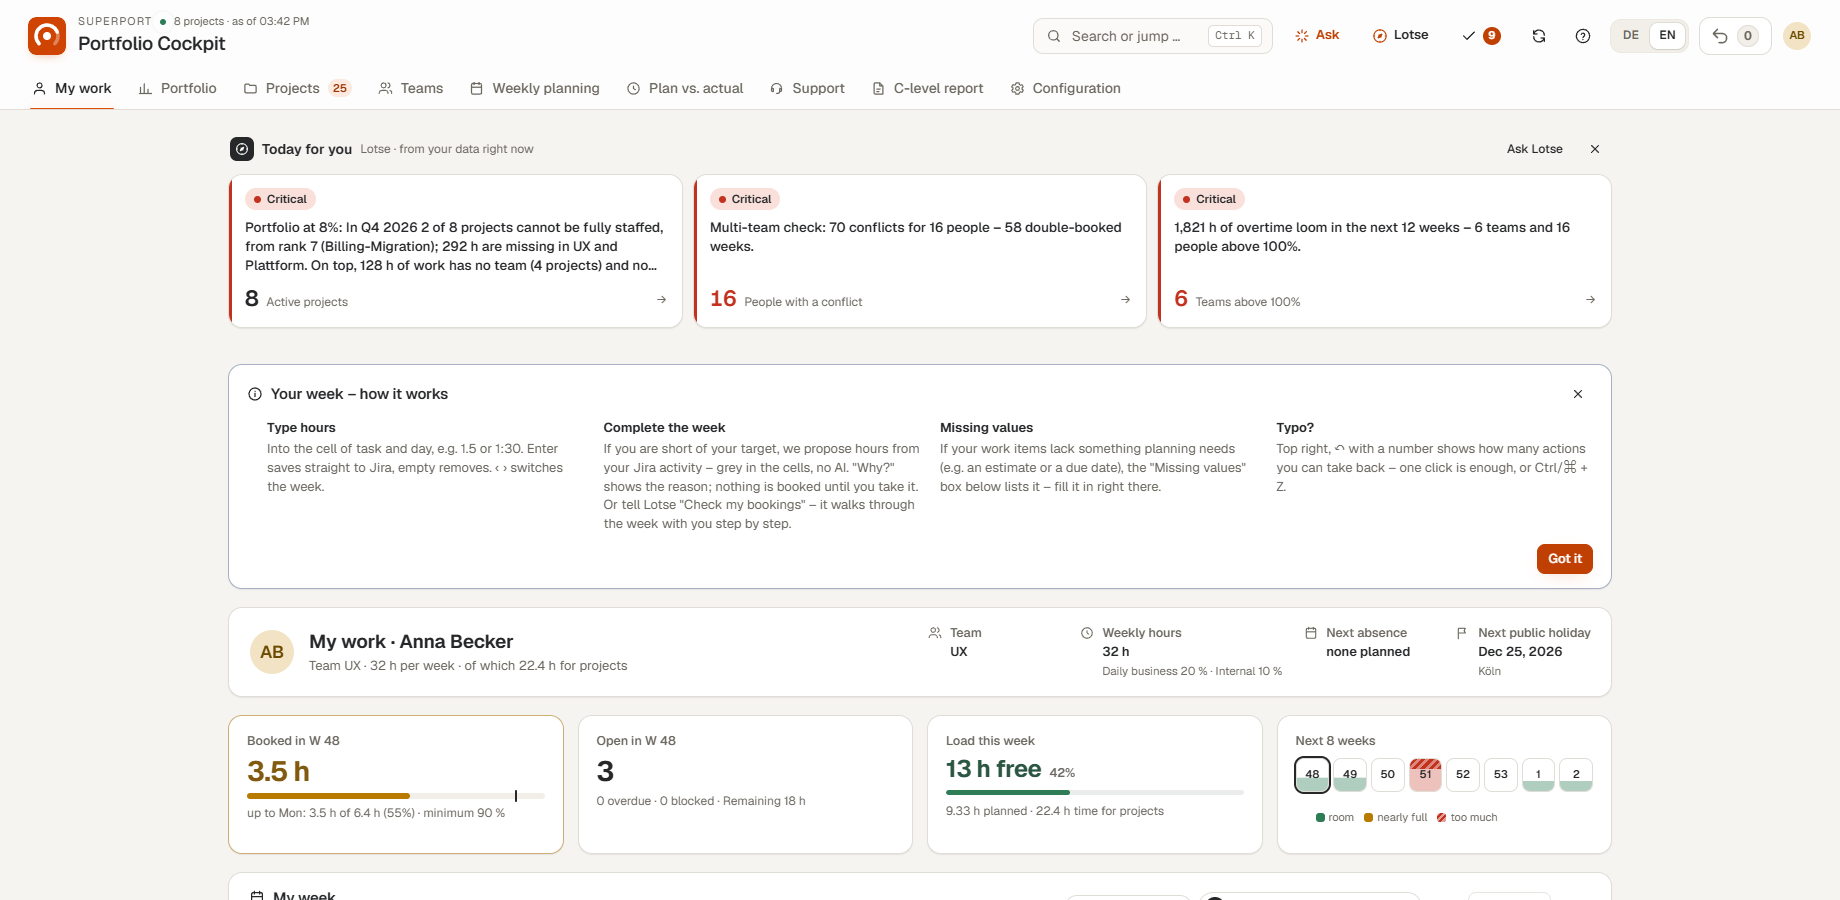 SUPERPORT
8 projects · as of 03:42 PM
Portfolio Cockpit
Search or jump ...
Ctrl K
Ask
Lotse
9
DE
EN
0
AB
My work
Portfolio
Projects 25
Teams
Weekly planning
Plan vs. actual
Support
C-level report
Configuration
Today for you
Lotse · from your data right now
Ask Lotse
Critical
Portfolio at 8%: In Q4 2026 2 of 8 projects cannot be fully staffed,
from rank 7 (Billing-Migration); 292 h are missing in UX and
Plattform. On top, 128 h of work has no team (4 projects) and no...
8 Active projects
Critical
Multi-team check: 70 conflicts for 16 people – 58 double-booked
weeks.
16 People with a conflict
Critical
1,821 h of overtime loom in the next 12 weeks – 6 teams and 16
people above 100%.
6 Teams above 100%
Your week – how it works
Type hours
Into the cell of task and day, e.g. 1.5 or 1:30. Enter
saves straight to Jira, empty removes. ‹ › switches
the week.
Complete the week
If you are short of your target, we propose hours from
your Jira activity – grey in the cells, no AI. "Why?"
shows the reason; nothing is booked until you take it.
Or tell Lotse "Check my bookings" – it walks through
the week with you step by step.
Missing values
If your work items lack something planning needs
(e.g. an estimate or a due date), the "Missing values"
box below lists it – fill it in right there.
Typo?
Top right, ↶ with a number shows how many actions
you can take back – one click is enough, or Ctrl/⌘ +
Z.
Got it
AB
My work · Anna Becker
Team UX · 32 h per week · of which 22.4 h for projects
Team
UX
Weekly hours
32 h
Daily business 20 % · Internal 10 %
Next absence
none planned
Next public holiday
Dec 25, 2026
Köln
Booked in W 48
3.5 h
up to Mon: 3.5 h of 6.4 h (55%) · minimum 90 %
Open in W 48
3
0 overdue · 0 blocked · Remaining 18 h
Load this week
13 h free 42%
9.33 h planned · 22.4 h time for projects
Next 8 weeks
48 49 50 51 52 53 1 2
room nearly full too much
My week